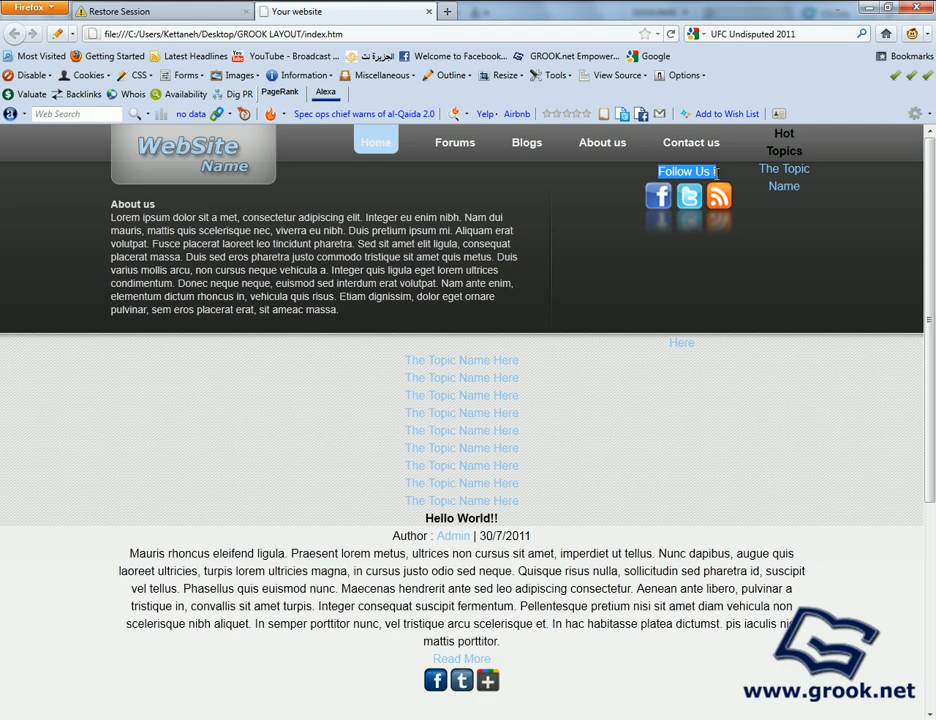 Firefox
Restore Session
Your website
file:///C:/Users/Kettaneh/Desktop/GROOK LAYOUT/index.htm
UFC Undisputed 2011
Most Visited
Getting Started
Latest Headlines
YouTube - Broadcast ...
الجزيرة نت
Welcome to Facebook...
GROOK.net Empower...
Google
Bookmarks
Disable
Cookies
CSS
Forms
Images
Information
Miscellaneous
Outline
Resize
Tools
View Source
Options
Valuate
Backlinks
Whois
Availability
Dig PR
PageRank
Alexa
Web Search
no data
Spec ops chief warns of al-Qaida 2.0
Yelp
Airbnb
Add to Wish List
WebSite
Name
Home
Forums
Blogs
About us
Contact us
Hot
Topics
The Topic
Name
Follow Us !
About us
Lorem ipsum dolor sit a met, consectetur adipiscing elit. Integer eu enim nibh. Nam dui
mauris, mattis quis scelerisque nec, viverra eu nibh. Duis pretium ipsum mi. Aliquam erat
volutpat. Fusce placerat laoreet leo tincidunt pharetra. Sed sit amet elit ligula, consequat
placerat massa. Duis sed eros pharetra justo commodo tristique sit amet quis metus. Duis
varius mollis arcu, non cursus neque vehicula a. Integer quis ligula eget lorem ultrices
condimentum. Donec neque neque, euismod sed interdum erat volutpat. Nam ante enim,
elementum dictum rhoncus in, vehicula quis risus. Etiam dignissim, dolor eget ornare
pulvinar, sem eros placerat erat, sit ameac massa.
Here
The Topic Name Here
The Topic Name Here
The Topic Name Here
The Topic Name Here
The Topic Name Here
The Topic Name Here
The Topic Name Here
The Topic Name Here
The Topic Name Here
Hello World!!
Author : Admin | 30/7/2011
Mauris rhoncus eleifend ligula. Praesent lorem metus, ultrices non cursus sit amet, imperdiet ut tellus. Nunc dapibus, augue quis
laoreet ultricies, turpis lorem ultricies magna, in cursus justo odio sed neque. Quisque risus nulla, sollicitudin sed pharetra id, suscipit
vel tellus. Phasellus quis euismod nunc. Maecenas hendrerit ante sed leo adipiscing consectetur. Aenean ante libero, pulvinar a
tristique in, convallis sit amet turpis. Integer consequat suscipit fermentum. Pellentesque pretium nisi sit amet diam vehicula non
scelerisque nibh aliquet. In semper porttitor nunc, vel tristique arcu scelerisque et. In hac habitasse platea dictumst. pis iaculis
mattis porttitor.
Read More
www.grook.net